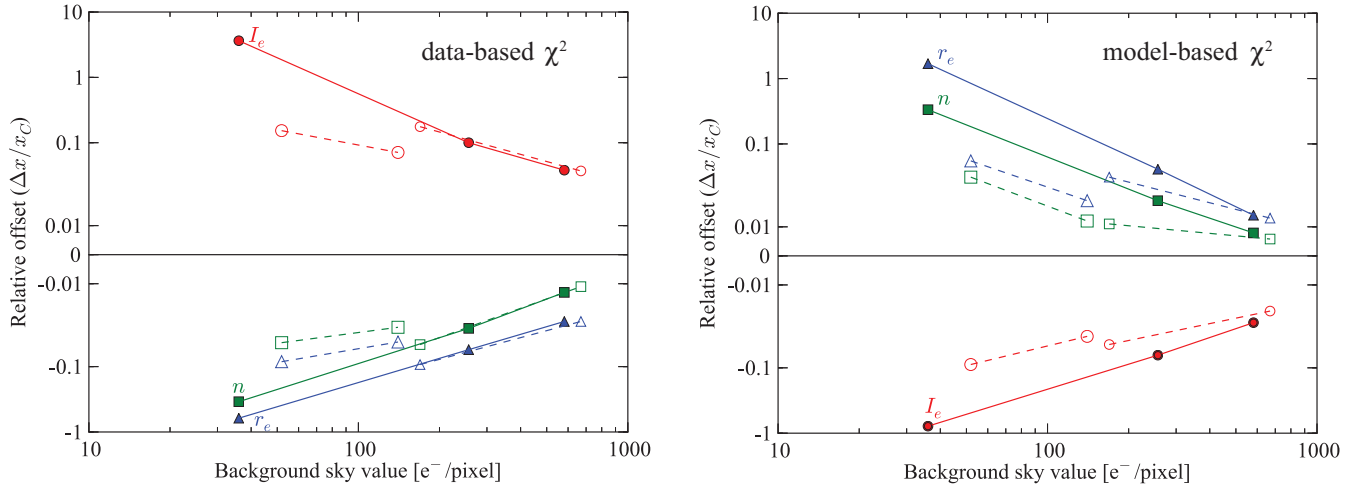 10
1
0.1
0.01
0
-0.01
-0.1
-1
Relative offset (Δx/x_C)
I_e
data-based χ²
n
r_e
10
100
1000
Background sky value [e⁻/pixel]
10
1
0.1
0.01
0
-0.01
-0.1
-1
Relative offset (Δx/x_C)
r_e
model-based χ²
n
I_e
10
100
1000
Background sky value [e⁻/pixel]